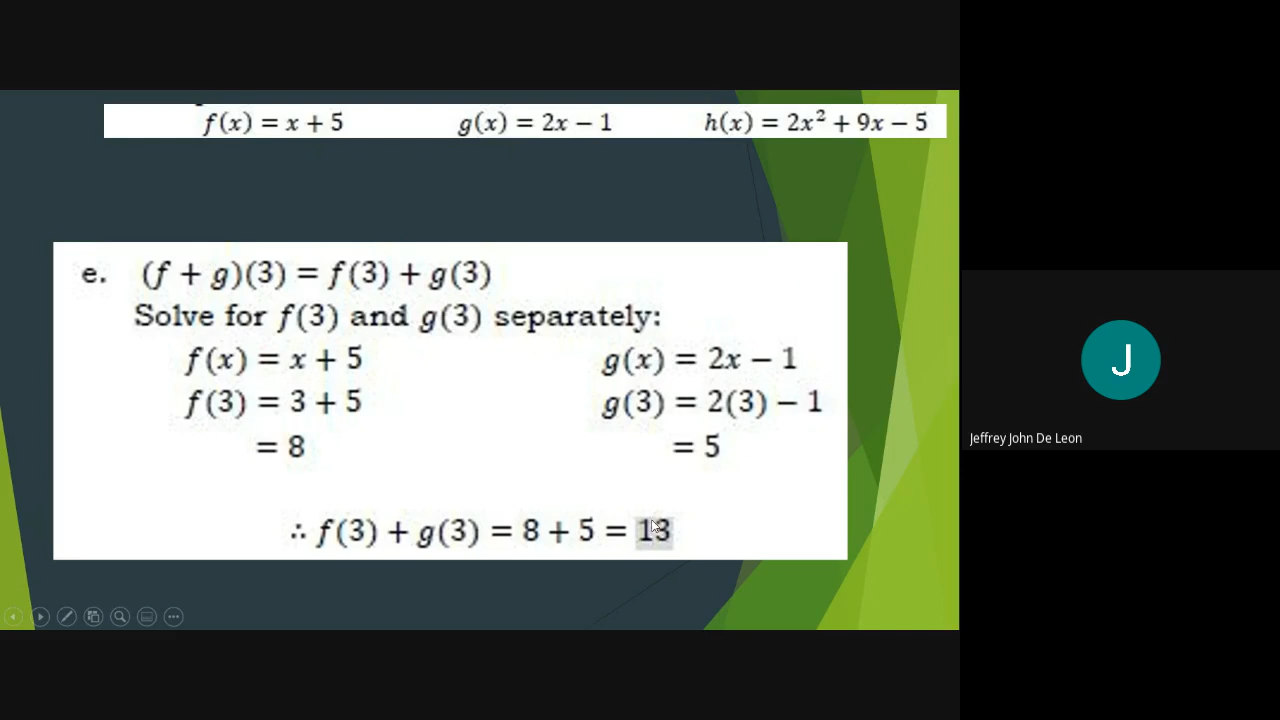 f(x) = x + 5 g(x) = 2x − 1 h(x) = 2x² + 9x − 5
e. (f + g)(3) = f(3) + g(3)
Solve for f(3) and g(3) separately:
f(x) = x + 5 g(x) = 2x − 1
f(3) = 3 + 5 g(3) = 2(3) − 1
= 8 = 5
∴ f(3) + g(3) = 8 + 5 = 13
J
Jeffrey John De Leon